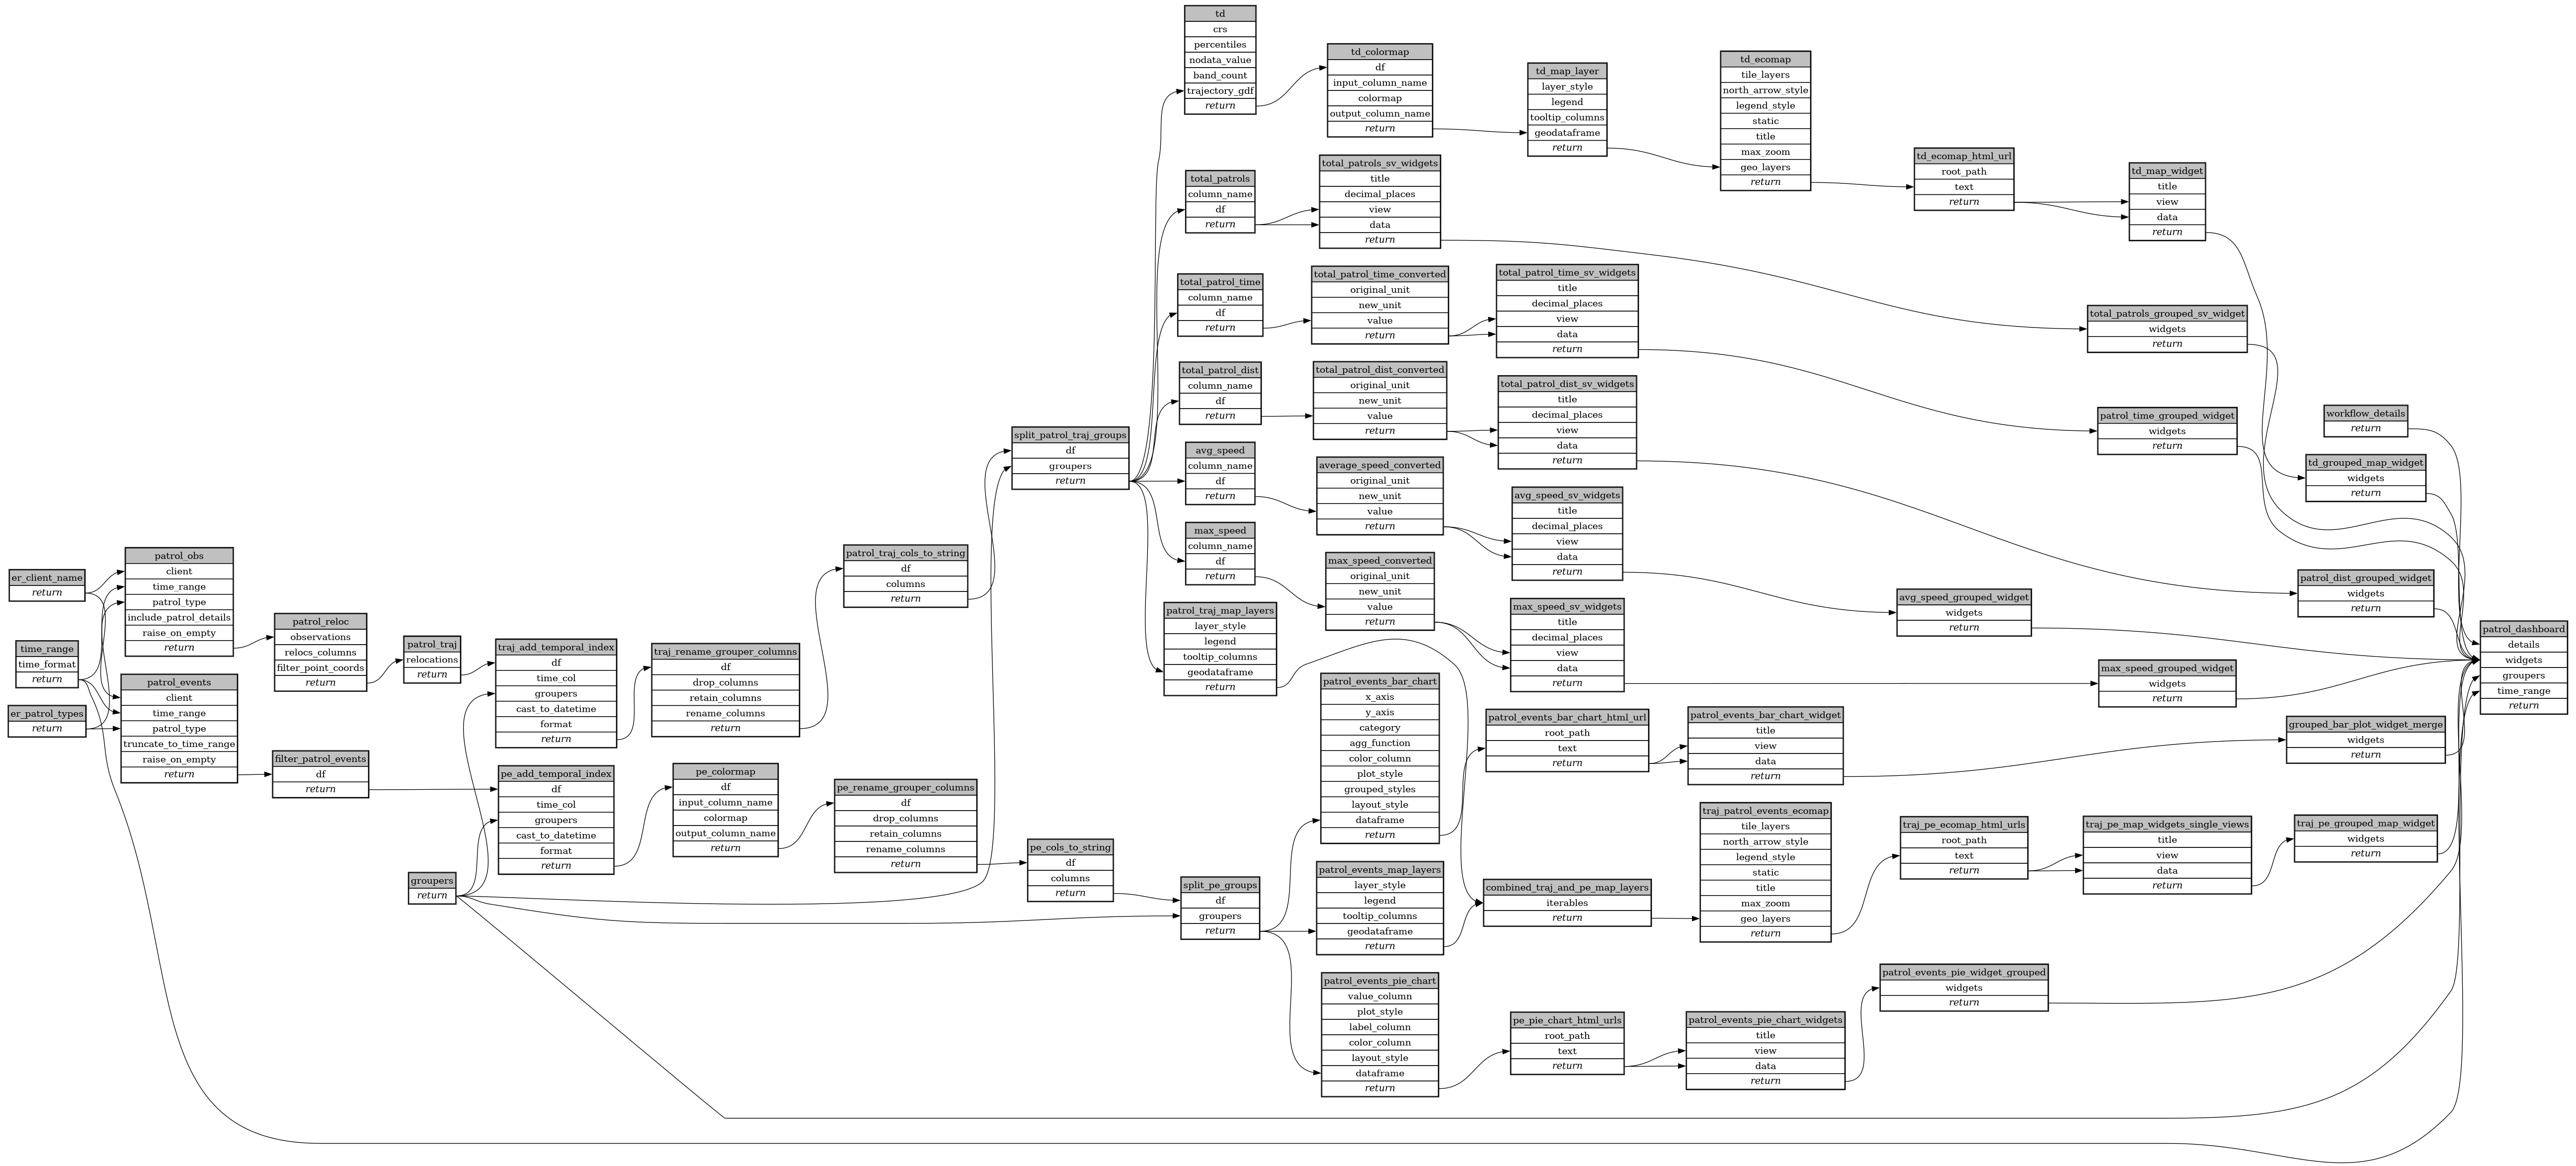 er_client_name
return
time_range
time_format
return
er_patrol_types
return
patrol_obs
client
time_range
patrol_type
include_patrol_details
raise_on_empty
return
patrol_events
client
time_range
patrol_type
truncate_to_time_range
raise_on_empty
return
patrol_reloc
observations
relocs_columns
filter_point_coords
return
filter_patrol_events
df
return
patrol_traj
relocations
return
groupers
return
traj_add_temporal_index
df
time_col
groupers
cast_to_datetime
format
return
pe_add_temporal_index
df
time_col
groupers
cast_to_datetime
format
return
traj_rename_grouper_columns
df
drop_columns
retain_columns
rename_columns
return
pe_colormap
df
input_column_name
colormap
output_column_name
return
patrol_traj_cols_to_string
df
columns
return
pe_rename_grouper_columns
df
drop_columns
retain_columns
rename_columns
return
split_patrol_traj_groups
df
groupers
return
pe_cols_to_string
df
columns
return
td
crs
percentiles
nodata_value
band_count
trajectory_gdf
return
total_patrols
column_name
df
return
total_patrol_time
column_name
df
return
total_patrol_dist
column_name
df
return
avg_speed
column_name
df
return
max_speed
column_name
df
return
patrol_traj_map_layers
layer_style
legend
tooltip_columns
geodataframe
return
split_pe_groups
df
groupers
return
td_colormap
df
input_column_name
colormap
output_column_name
return
total_patrols_sv_widgets
title
decimal_places
view
data
return
total_patrol_time_converted
original_unit
new_unit
value
return
total_patrol_dist_converted
original_unit
new_unit
value
return
average_speed_converted
original_unit
new_unit
value
return
max_speed_converted
original_unit
new_unit
value
return
patrol_events_bar_chart
x_axis
y_axis
category
agg_function
color_column
plot_style
grouped_styles
layout_style
dataframe
return
patrol_events_map_layers
layer_style
legend
tooltip_columns
geodataframe
return
patrol_events_pie_chart
value_column
plot_style
label_column
color_column
layout_style
dataframe
return
td_map_layer
layer_style
legend
tooltip_columns
geodataframe
return
total_patrol_time_sv_widgets
title
decimal_places
view
data
return
total_patrol_dist_sv_widgets
title
decimal_places
view
data
return
avg_speed_sv_widgets
title
decimal_places
view
data
return
max_speed_sv_widgets
title
decimal_places
view
data
return
patrol_events_bar_chart_html_url
root_path
text
return
combined_traj_and_pe_map_layers
iterables
return
pe_pie_chart_html_urls
root_path
text
return
td_ecomap
tile_layers
north_arrow_style
legend_style
static
title
max_zoom
geo_layers
return
patrol_events_bar_chart_widget
title
view
data
return
traj_patrol_events_ecomap
tile_layers
north_arrow_style
legend_style
static
title
max_zoom
geo_layers
return
patrol_events_pie_chart_widgets
title
view
data
return
td_ecomap_html_url
root_path
text
return
avg_speed_grouped_widget
widgets
return
traj_pe_ecomap_html_urls
root_path
text
return
patrol_events_pie_widget_grouped
widgets
return
td_map_widget
title
view
data
return
total_patrols_grouped_sv_widget
widgets
return
patrol_time_grouped_widget
widgets
return
max_speed_grouped_widget
widgets
return
traj_pe_map_widgets_single_views
title
view
data
return
workflow_details
return
td_grouped_map_widget
widgets
return
patrol_dist_grouped_widget
widgets
return
grouped_bar_plot_widget_merge
widgets
return
traj_pe_grouped_map_widget
widgets
return
patrol_dashboard
details
widgets
groupers
time_range
return